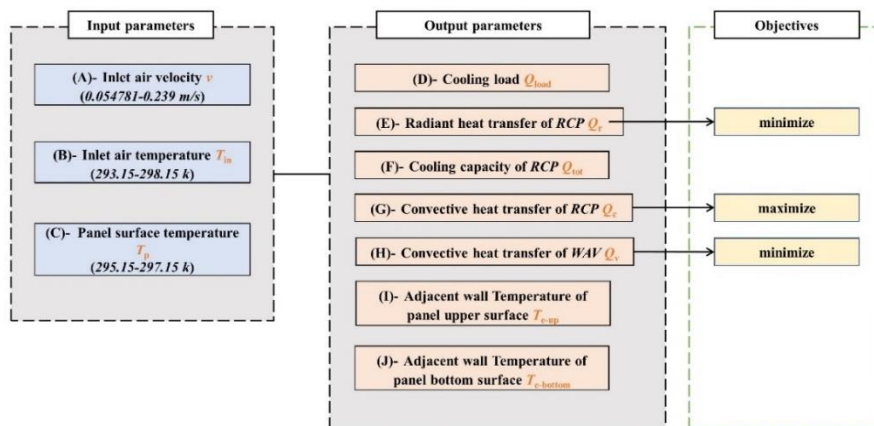 Input parameters
(A)- Inlet air velocity v
(0.054781-0.239 m/s)
(B)- Inlet air temperature Tin
(293.15-298.15 k)
(C)- Panel surface temperature
Tp
(295.15-297.15 k)
Output parameters
(D)- Cooling load Qload
(E)- Radiant heat transfer of RCP Qr
(F)- Cooling capacity of RCP Qtot
(G)- Convective heat transfer of RCP Qc
(H)- Convective heat transfer of WAV Qv
(I)- Adjacent wall Temperature of
panel upper surface Tc-up
(J)- Adjacent wall Temperature of
panel bottom surface Tc-bottom
Objectives
minimize
maximize
minimize